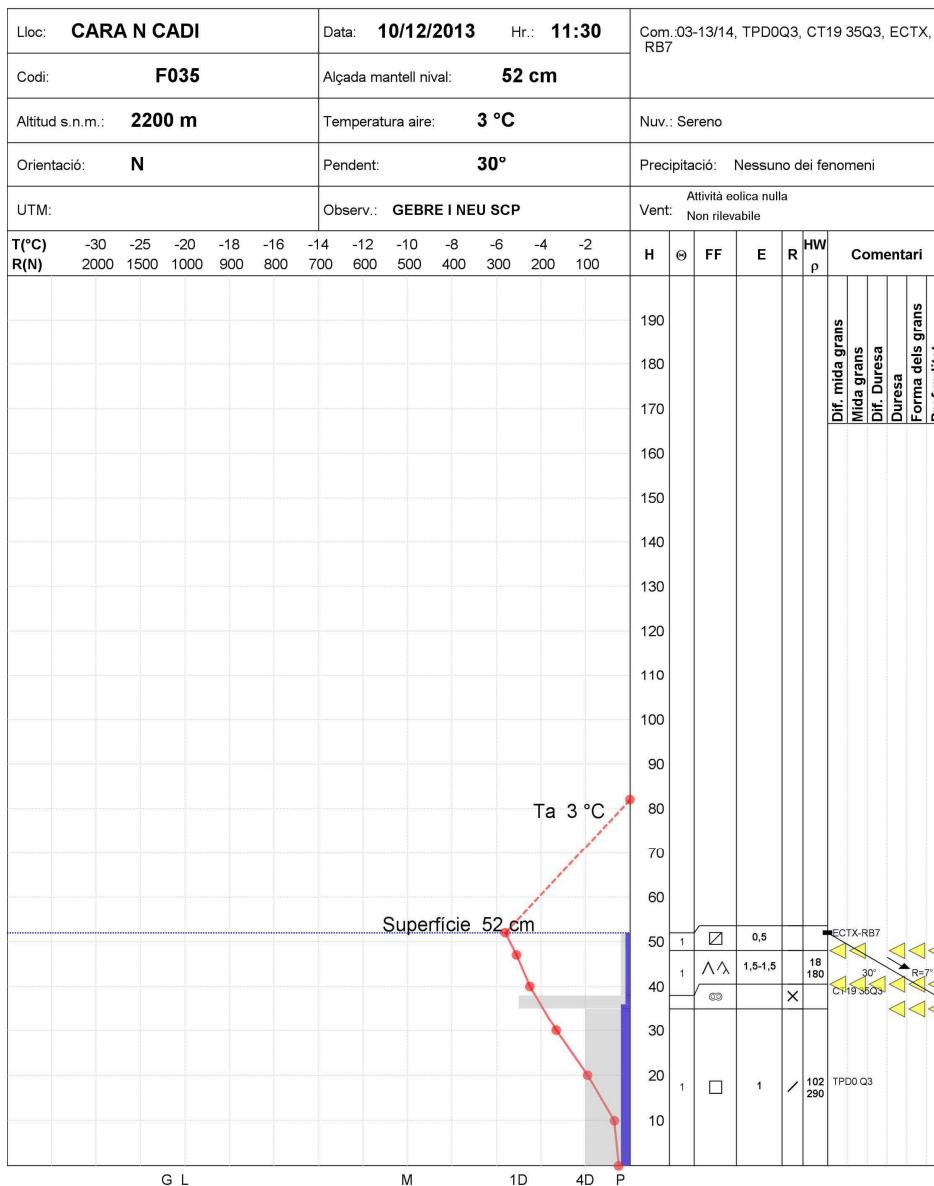 Lloc: CARA N CADI
Data: 10/12/2013 Hr.: 11:30
Com.:03-13/14, TPD0Q3, CT19 35Q3, ECTX,
RB7
Codi: F035
Alçada mantell nival: 52 cm
Altitud s.n.m.: 2200 m
Temperatura aire: 3 °C
Nuv.: Sereno
Orientació: N
Pendent: 30°
Precipitació: Nessuno dei fenomeni
UTM:
Observ.: GEBRE I NEU SCP
Vent: Attività eolica nulla
Non rilevabile
T(°C) -30 -25 -20 -18 -16 -14 -12 -10 -8 -6 -4 -2
R(N) 2000 1500 1000 900 800 700 600 500 400 300 200 100
H Θ FF E R HW ρ Comentari
Dif. mida grans
Mida grans
Dif. Duresa
Duresa
Forma dels grans
190
180
170
160
150
140
130
120
110
100
90
80
70
60
50
40
30
20
10
Ta 3 °C
Superfície 52 cm
1 0,5 ECTX-RB7
1 1,5-1,5 18 180
30° R=7°
CT19 35Q3
1 1 102 290 TPD0 Q3
G L M 1D 4D P